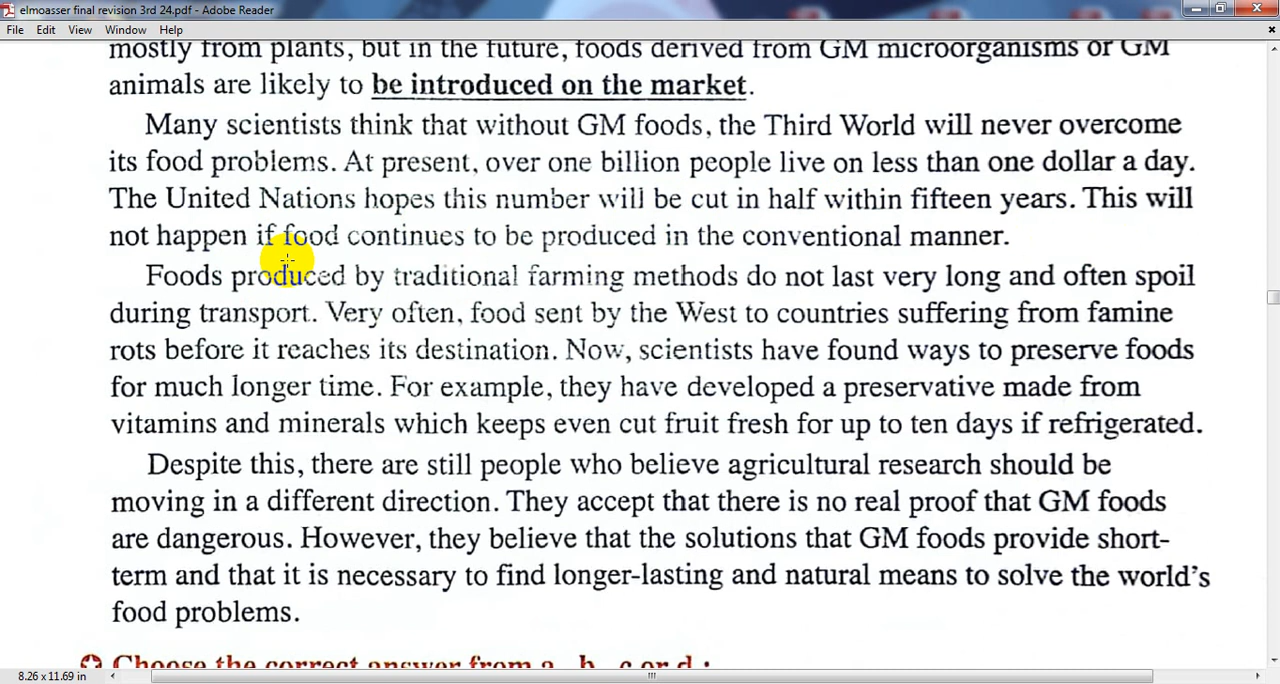 elmoasser final revision 3rd 24.pdf - Adobe Reader
File Edit View Window Help
mostly from plants, but in the future, foods derived from GM microorganisms or GM
animals are likely to be introduced on the market.
Many scientists think that without GM foods, the Third World will never overcome
its food problems. At present, over one billion people live on less than one dollar a day.
The United Nations hopes this number will be cut in half within fifteen years. This will
not happen if food continues to be produced in the conventional manner.
Foods produced by traditional farming methods do not last very long and often spoil
during transport. Very often, food sent by the West to countries suffering from famine
rots before it reaches its destination. Now, scientists have found ways to preserve foods
for much longer time. For example, they have developed a preservative made from
vitamins and minerals which keeps even cut fruit fresh for up to ten days if refrigerated.
Despite this, there are still people who believe agricultural research should be
moving in a different direction. They accept that there is no real proof that GM foods
are dangerous. However, they believe that the solutions that GM foods provide short-
term and that it is necessary to find longer-lasting and natural means to solve the world's
food problems.
Choose the correct answer from a, b, c or d :
8.26 x 11.69 in